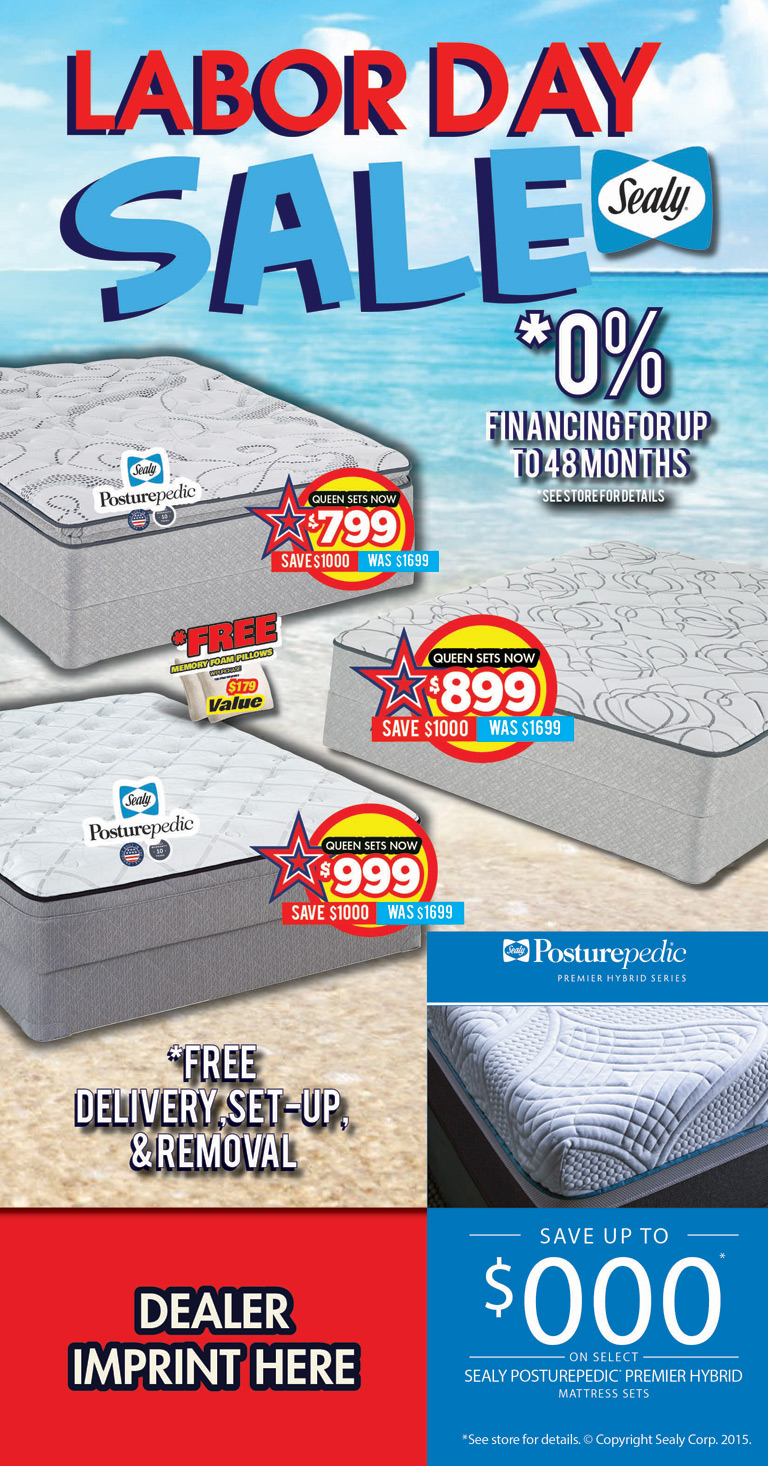 LABOR DAY
SALE
Sealy
*0%
FINANCING FOR UP
TO 48 MONTHS
*SEE STORE FOR DETAILS
Sealy
Posturepedic
QUEEN SETS NOW
$799
SAVE $1000 WAS $1699
*FREE
MEMORY FOAM PILLOWS
W/PURCHASE
$179
Value
QUEEN SETS NOW
$899
SAVE $1000 WAS $1699
Sealy
Posturepedic
QUEEN SETS NOW
$999
SAVE $1000 WAS $1699
Sealy Posturepedic
PREMIER HYBRID SERIES
*FREE
DELIVERY, SET-UP,
& REMOVAL
DEALER
IMPRINT HERE
SAVE UP TO
$000*
ON SELECT
SEALY POSTUREPEDIC® PREMIER HYBRID
MATTRESS SETS
*See store for details. © Copyright Sealy Corp. 2015.